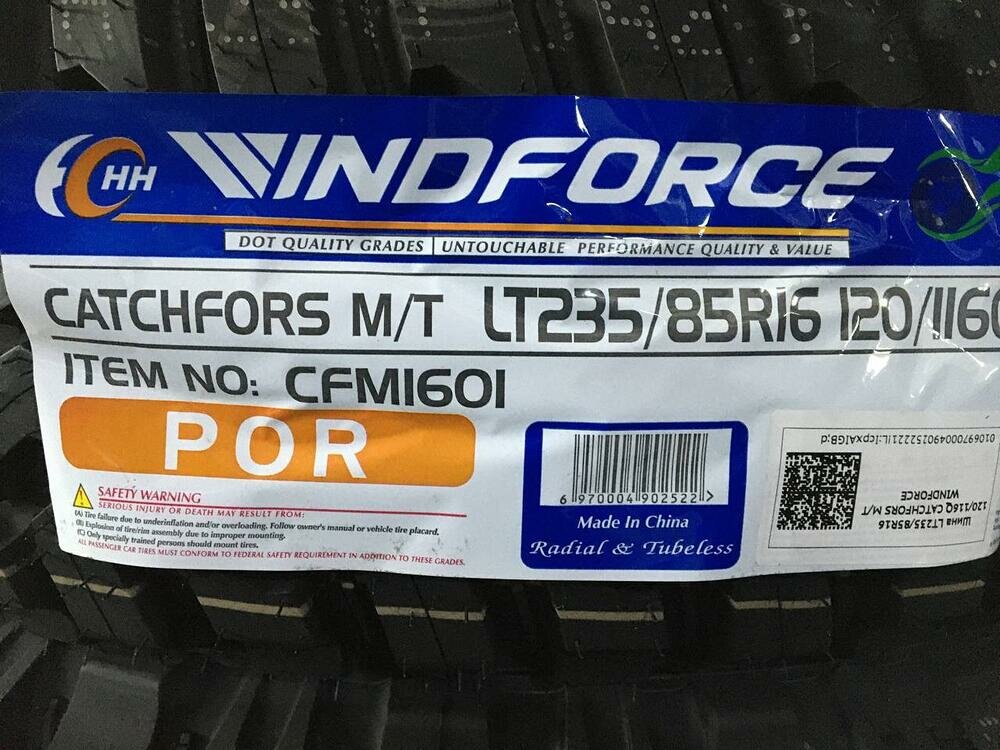 HH WINDFORCE
DOT QUALITY GRADES | UNTOUCHABLE PERFORMANCE QUALITY & VALUE
CATCHFORS M/T LT235/85R16 120/116Q
ITEM NO: CFM1601
POR
SAFETY WARNING
SERIOUS INJURY OR DEATH MAY RESULT FROM:
(A) Tire failure due to underinflation and/or overloading. Follow owner's manual or vehicle tire placard.
(B) Explosion of tire/rim assembly due to improper mounting.
(C) Only specially trained persons should mount tires.
ALL PASSENGER CAR TIRES MUST CONFORM TO FEDERAL SAFETY REQUIREMENT IN ADDITION TO THESE GRADES.
6 970004 902522 >
Made In China
Radial & Tubeless
Шина LT235/85R16
120/116Q CATCHFORS M/T
WINDFORCE